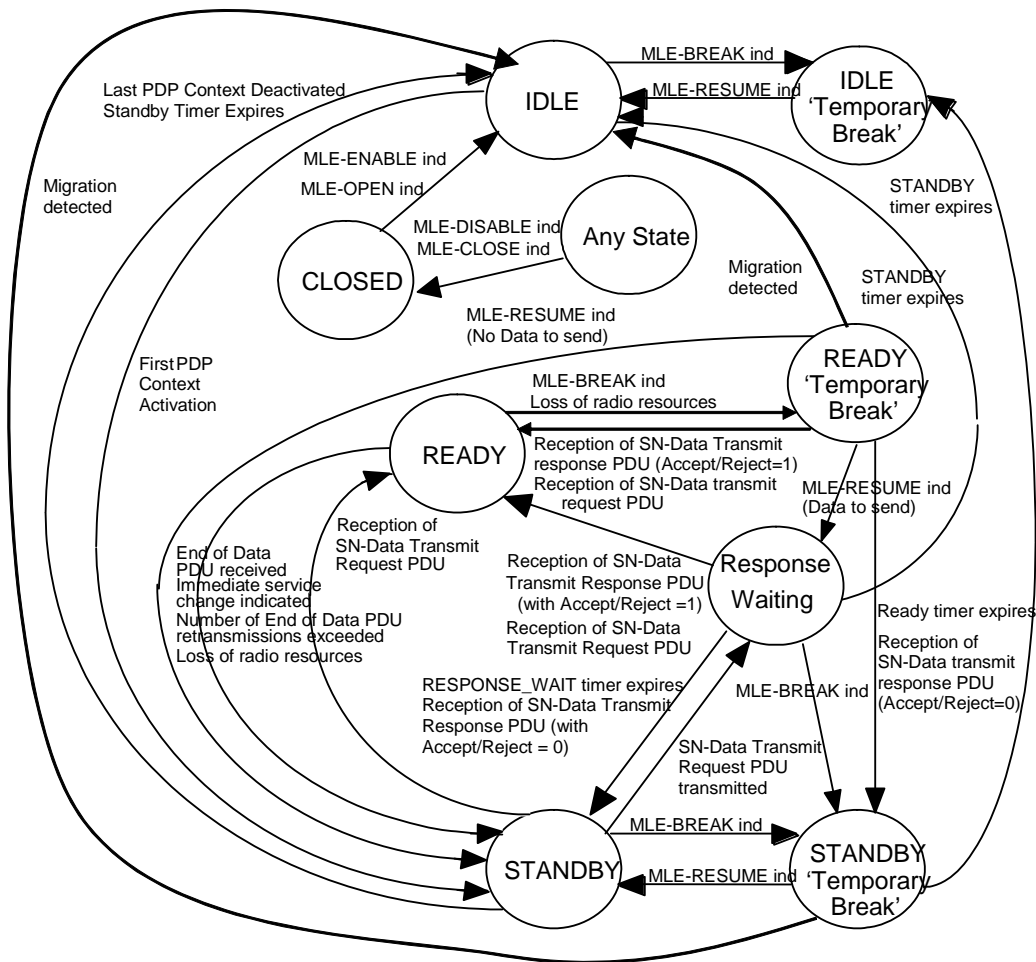 MLE-BREAK ind
IDLE
MLE-RESUME ind
IDLE
‘Temporary
Break’
Last PDP Context Deactivated
Standby Timer Expires
MLE-ENABLE ind
MLE-OPEN ind
Migration
detected
STANDBY
timer expires
MLE-DISABLE ind
MLE-CLOSE ind
Any State
CLOSED
Migration
detected
STANDBY
timer expires
MLE-RESUME ind
(No Data to send)
First PDP
Context
Activation
READY
‘Temporary
Break’
MLE-BREAK ind
Loss of radio resources
READY
Reception of SN-Data Transmit
response PDU (Accept/Reject=1)
Reception of SN-Data transmit
request PDU
MLE-RESUME ind
(Data to send)
Reception of
SN-Data Transmit
Request PDU
End of Data
PDU received
Immediate service
change indicated
Number of End of Data PDU
retransmissions exceeded
Loss of radio resources
Reception of SN-Data
Transmit Response PDU
(with Accept/Reject =1)
Reception of SN-Data
Transmit Request PDU
Response
Waiting
Ready timer expires
Reception of
SN-Data transmit
response PDU
(Accept/Reject=0)
RESPONSE_WAIT timer expires
Reception of SN-Data Transmit
Response PDU (with
Accept/Reject = 0)
MLE-BREAK ind
SN-Data Transmit
Request PDU
transmitted
MLE-BREAK ind
STANDBY
MLE-RESUME ind
STANDBY
‘Temporary
Break’